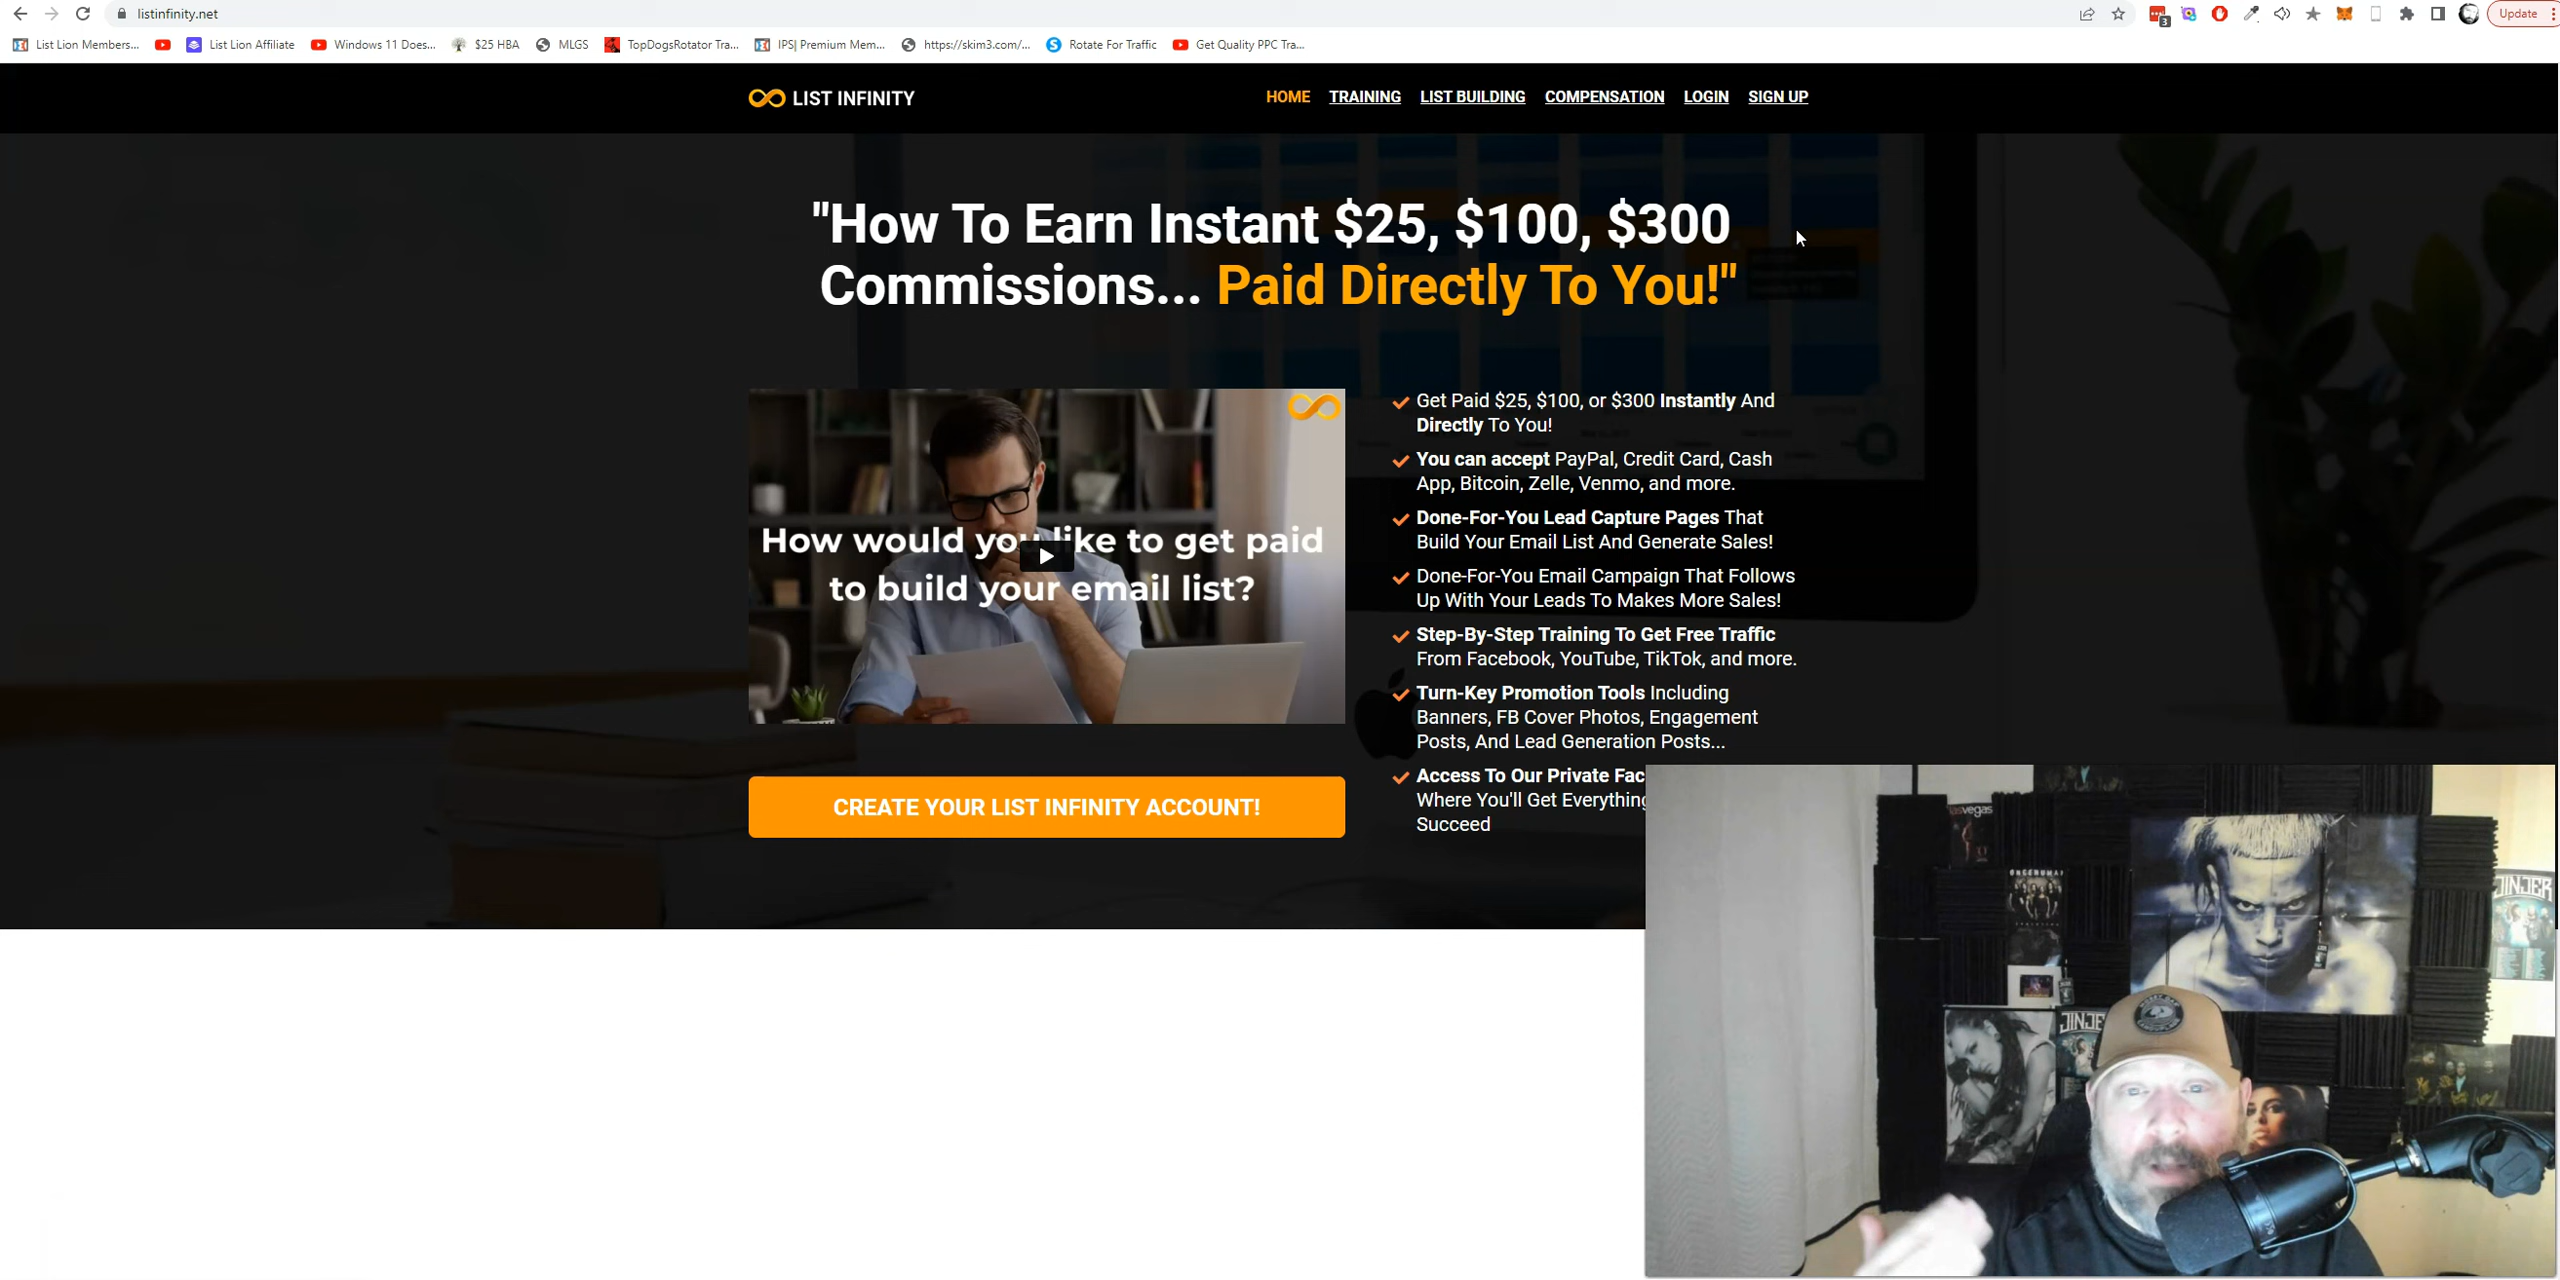 listinfinity.net
Update
3
List Lion Members...
List Lion Affiliate
Windows 11 Does...
$25 HBA
MLGS
TopDogsRotator Tra...
IPS| Premium Mem...
https://skim3.com/...
Rotate For Traffic
Get Quality PPC Tra...
LIST INFINITY
HOME
TRAINING
LIST BUILDING
COMPENSATION
LOGIN
SIGN UP
"How To Earn Instant $25, $100, $300
Commissions... Paid Directly To You!"
How would you like to get paid
to build your email list?
CREATE YOUR LIST INFINITY ACCOUNT!
Get Paid $25, $100, or $300 Instantly And
Directly To You!
You can accept PayPal, Credit Card, Cash
App, Bitcoin, Zelle, Venmo, and more.
Done-For-You Lead Capture Pages That
Build Your Email List And Generate Sales!
Done-For-You Email Campaign That Follows
Up With Your Leads To Makes More Sales!
Step-By-Step Training To Get Free Traffic
From Facebook, YouTube, TikTok, and more.
Turn-Key Promotion Tools Including
Banners, FB Cover Photos, Engagement
Posts, And Lead Generation Posts...
Access To Our Private Fac
Where You'll Get Everything
Succeed
JINJER